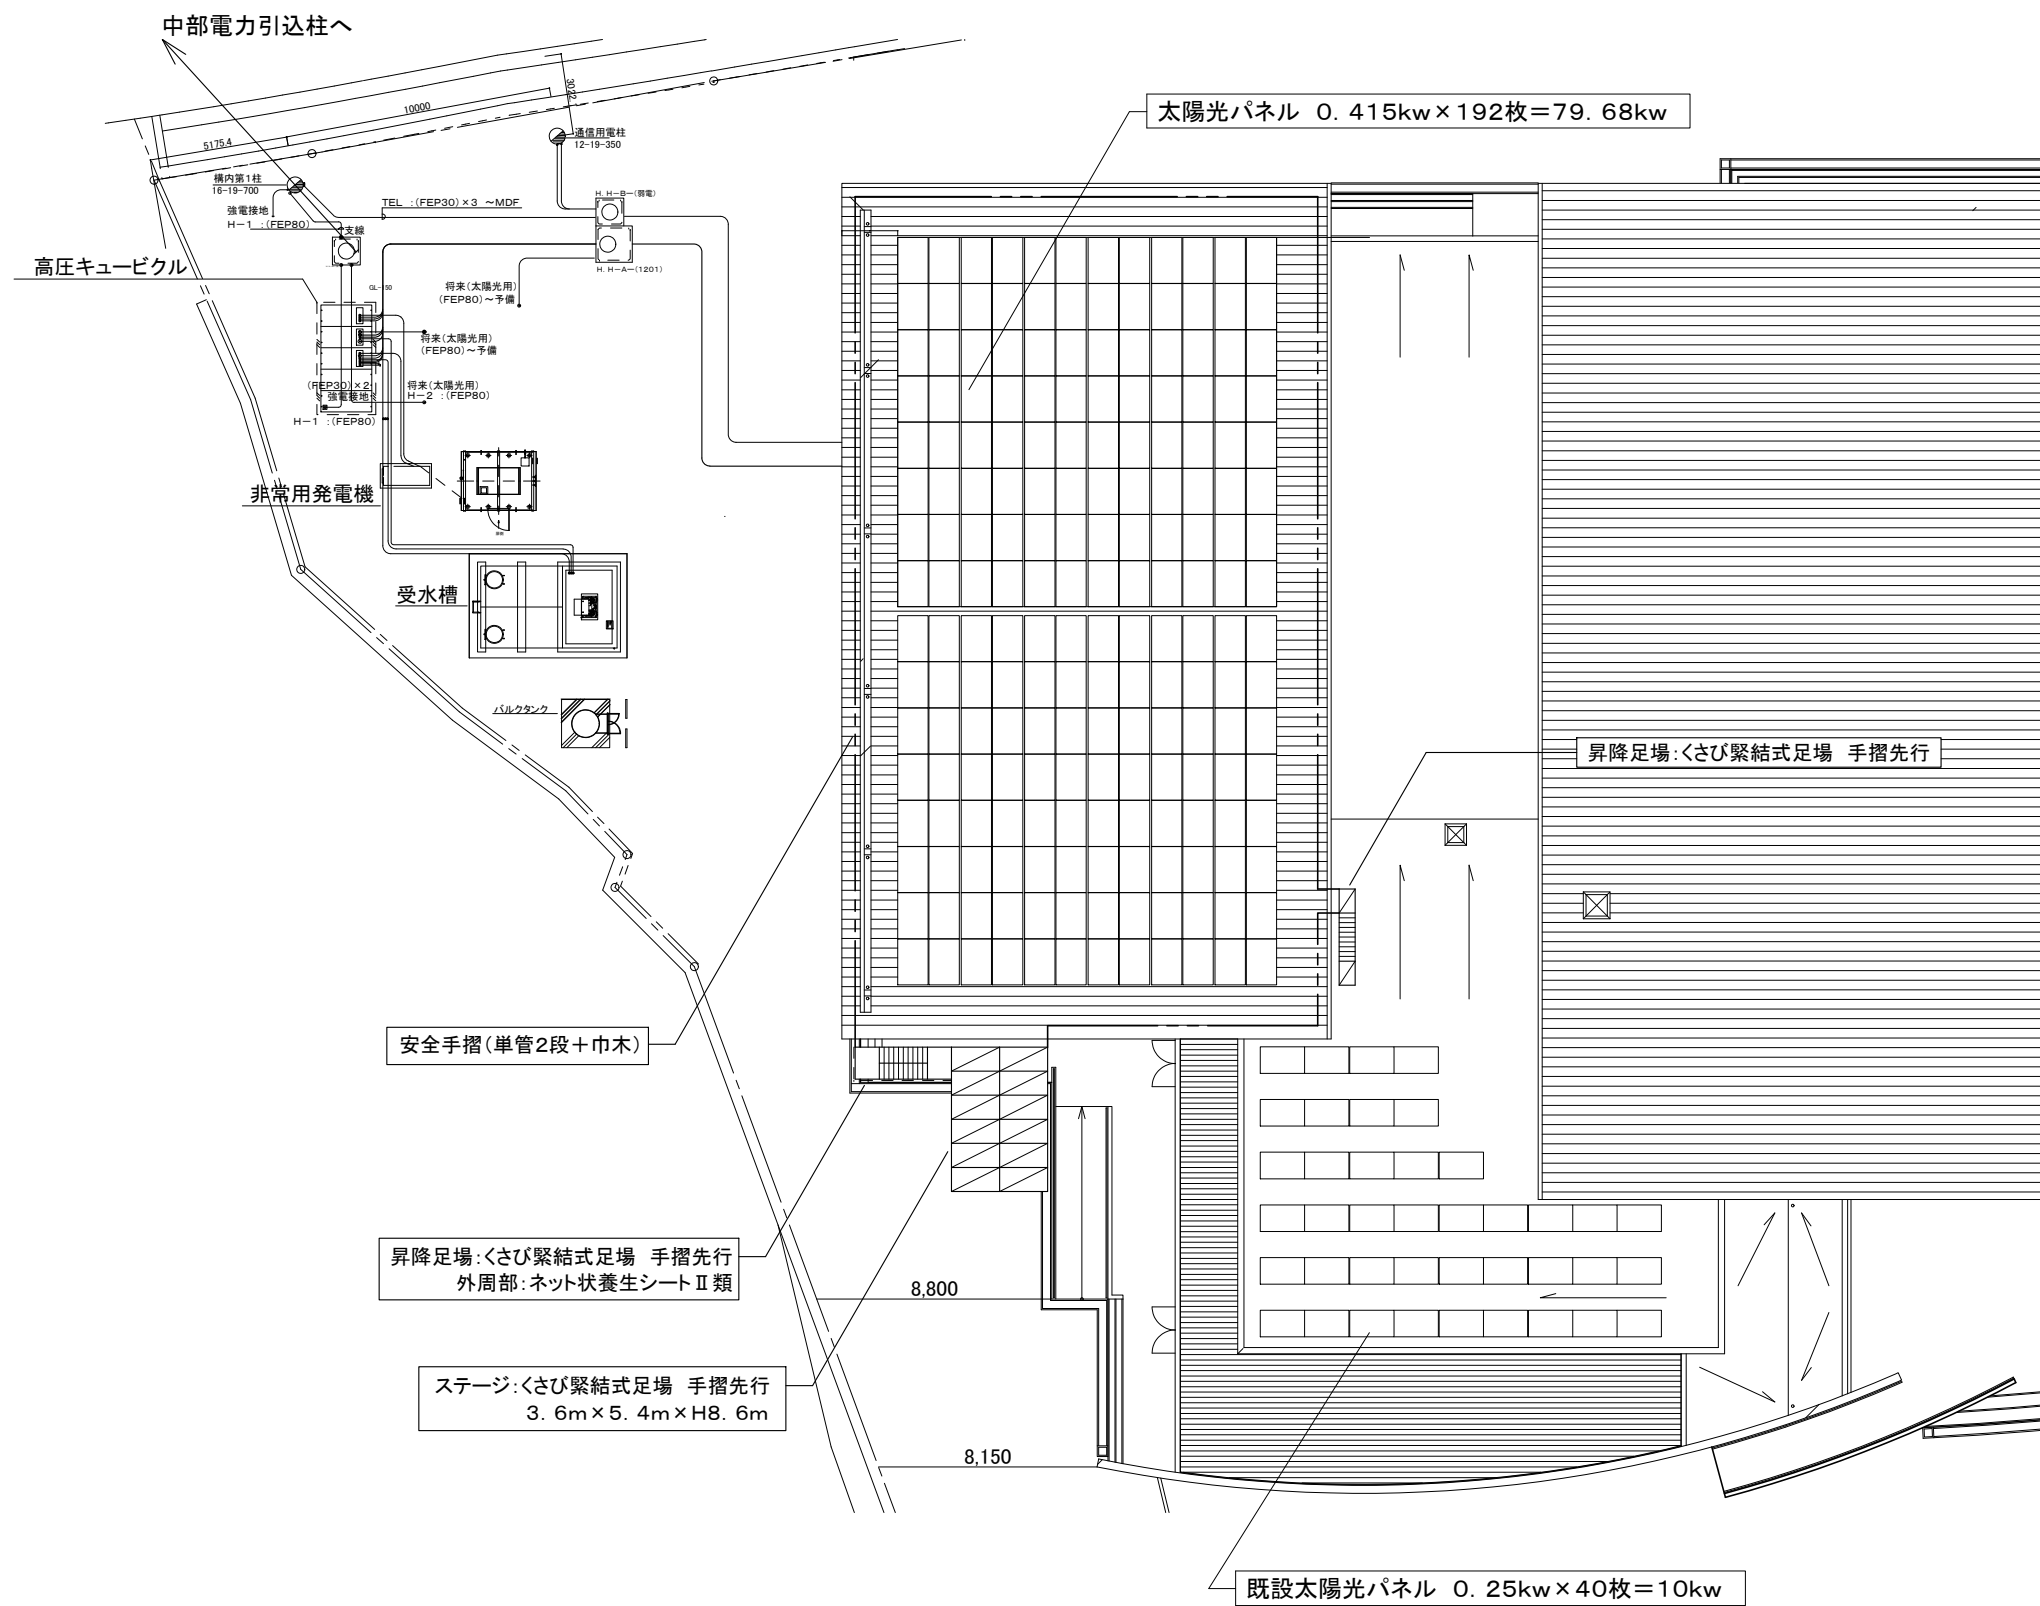 中部電力引込柱へ
3022
10000
5175.4
通信用電柱
12-19-350
太陽光パネル 0.415kw×192枚=79.68kw
構内第1柱
16-19-700
H.H-B-(弱電)
TEL :(FEP30)×3 ~MDF
強電接地
H-1 :(FEP80)
支線
高圧キュービクル
H.H-A-(1201)
将来(太陽光用)
(FEP80)~予備
将来(太陽光用)
(FEP80)~予備
(FEP30)×2
強電接地
将来(太陽光用)
H-2 :(FEP80)
H-1 :(FEP80)
非常用発電機
受水槽
バルクタンク
昇降足場:くさび緊結式足場 手摺先行
安全手摺(単管2段+巾木)
昇降足場:くさび緊結式足場 手摺先行
外周部:ネット状養生シートⅡ類
8,800
ステージ:くさび緊結式足場 手摺先行
3.6m×5.4m×H8.6m
8,150
既設太陽光パネル 0.25kw×40枚=10kw